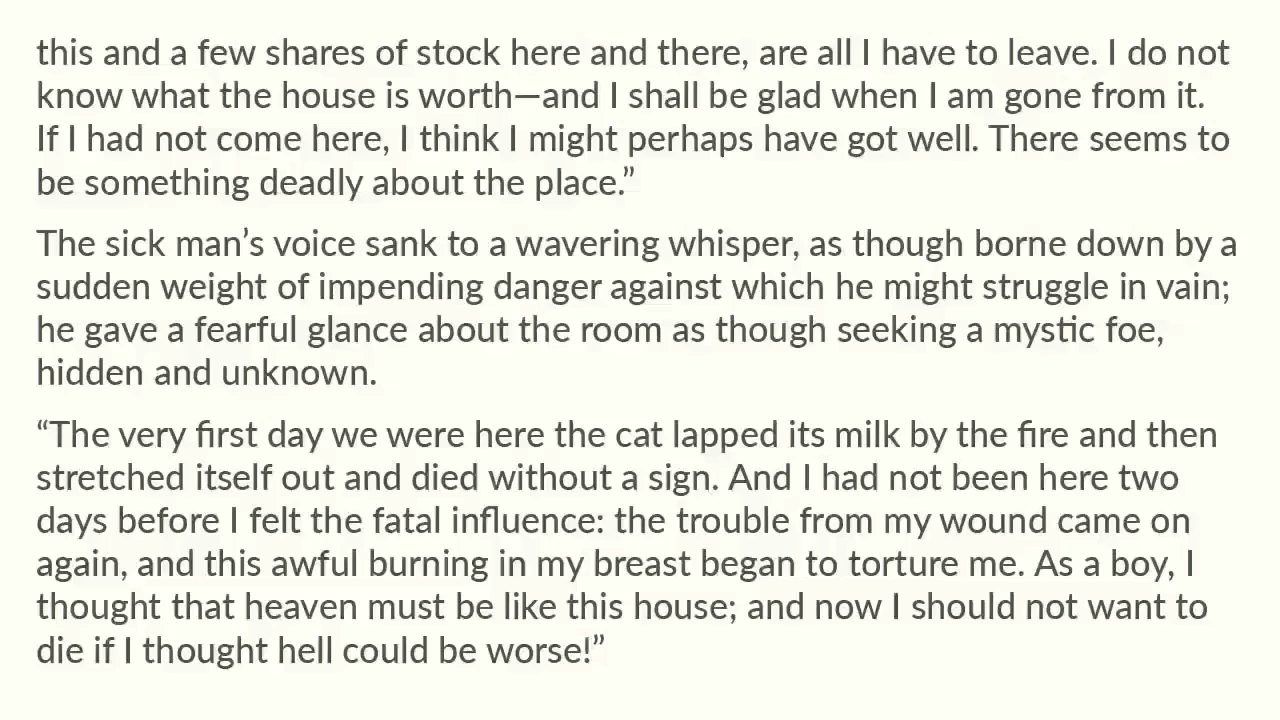 this and a few shares of stock here and there, are all I have to leave. I do not
know what the house is worth—and I shall be glad when I am gone from it.
If I had not come here, I think I might perhaps have got well. There seems to
be something deadly about the place.”
The sick man’s voice sank to a wavering whisper, as though borne down by a
sudden weight of impending danger against which he might struggle in vain;
he gave a fearful glance about the room as though seeking a mystic foe,
hidden and unknown.
“The very first day we were here the cat lapped its milk by the fire and then
stretched itself out and died without a sign. And I had not been here two
days before I felt the fatal influence: the trouble from my wound came on
again, and this awful burning in my breast began to torture me. As a boy, I
thought that heaven must be like this house; and now I should not want to
die if I thought hell could be worse!”